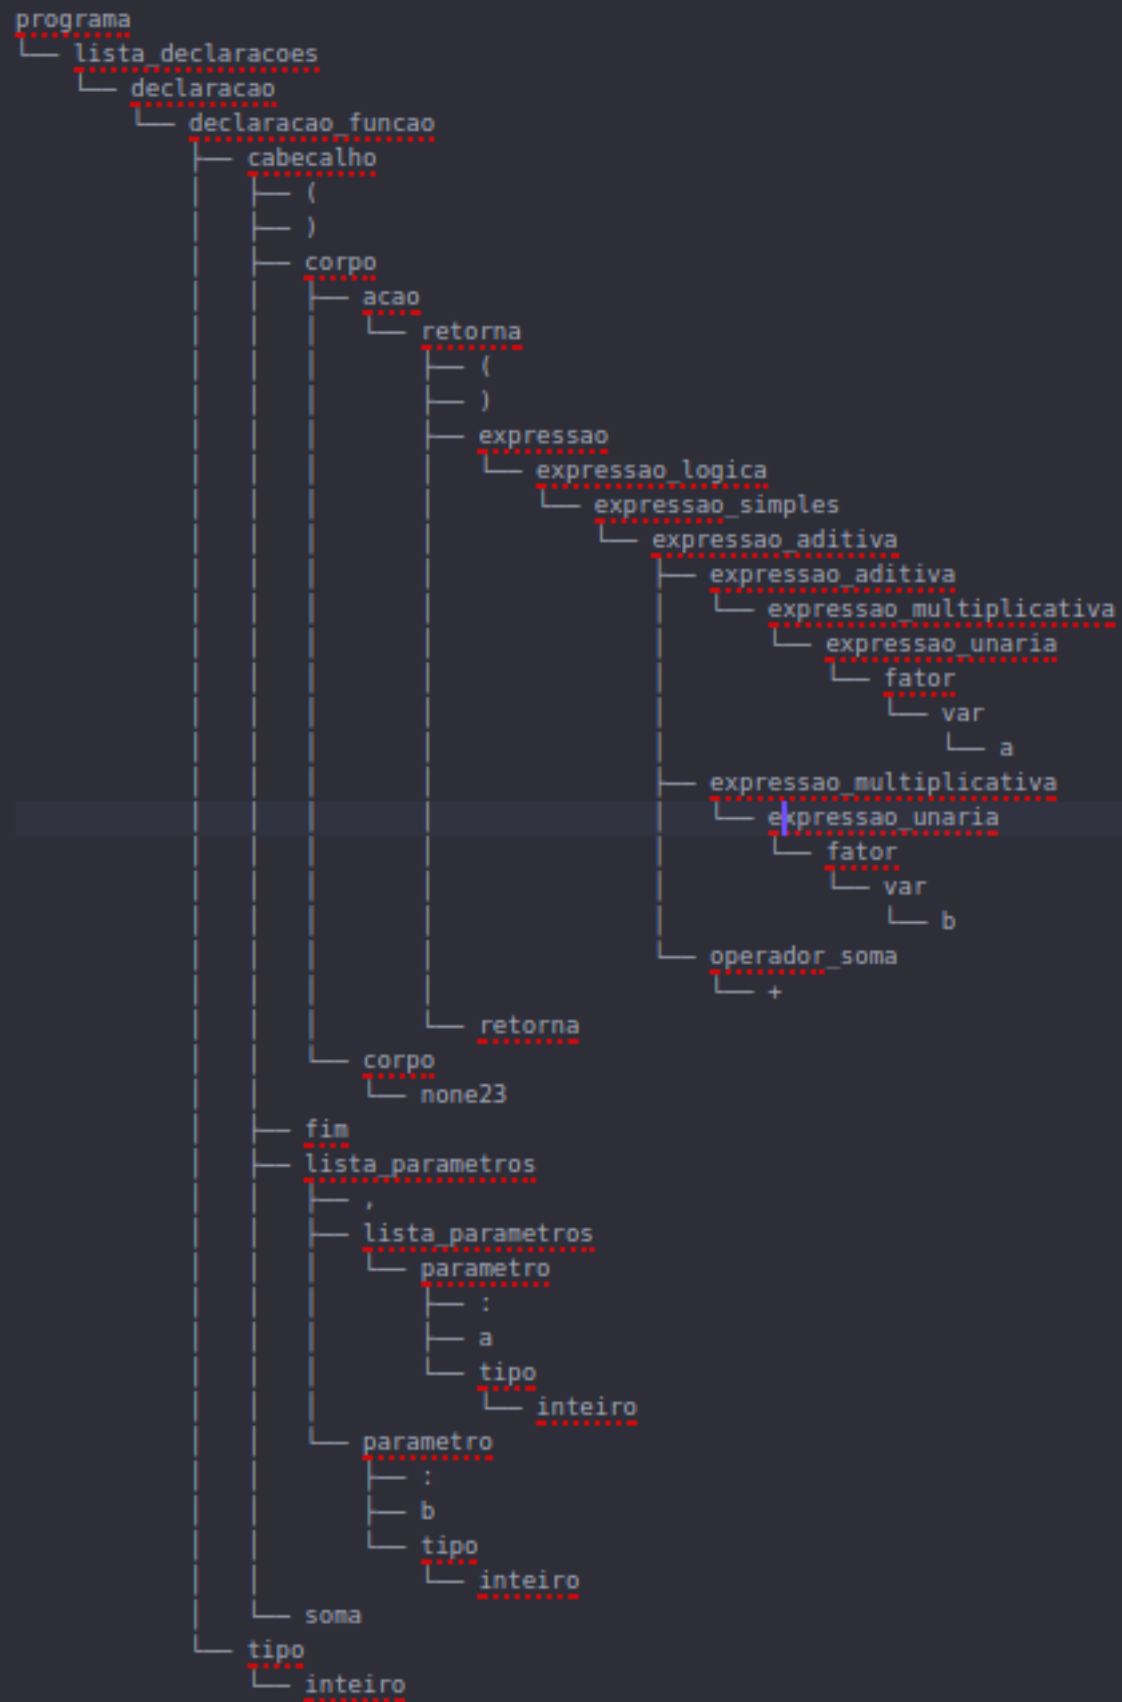 programa
└── lista_declaracoes
    └── declaracao
        └── declaracao_funcao
            ├── cabecalho
            │   ├── (
            │   ├── )
            │   ├── corpo
            │   │   ├── acao
            │   │   │   └── retorna
            │   │   │       ├── (
            │   │   │       ├── )
            │   │   │       ├── expressao
            │   │   │       │   └── expressao_logica
            │   │   │       │       └── expressao_simples
            │   │   │       │           └── expressao_aditiva
            │   │   │       │               ├── expressao_aditiva
            │   │   │       │               │   └── expressao_multiplicativa
            │   │   │       │               │       └── expressao_unaria
            │   │   │       │               │           └── fator
            │   │   │       │               │               └── var
            │   │   │       │               │                   └── a
            │   │   │       │               ├── expressao_multiplicativa
            │   │   │       │               │   └── expressao_unaria
            │   │   │       │               │       └── fator
            │   │   │       │               │           └── var
            │   │   │       │               │               └── b
            │   │   │       │               └── operador_soma
            │   │   │       │                   └── +
            │   │   │       └── retorna
            │   │   └── corpo
            │   │       └── none23
            │   ├── fim
            │   ├── lista_parametros
            │   │   ├── ,
            │   │   ├── lista_parametros
            │   │   │   └── parametro
            │   │   │       ├── :
            │   │   │       ├── a
            │   │   │       └── tipo
            │   │   │           └── inteiro
            │   │   └── parametro
            │   │       ├── :
            │   │       ├── b
            │   │       └── tipo
            │   │           └── inteiro
            │   └── soma
            └── tipo
                └── inteiro